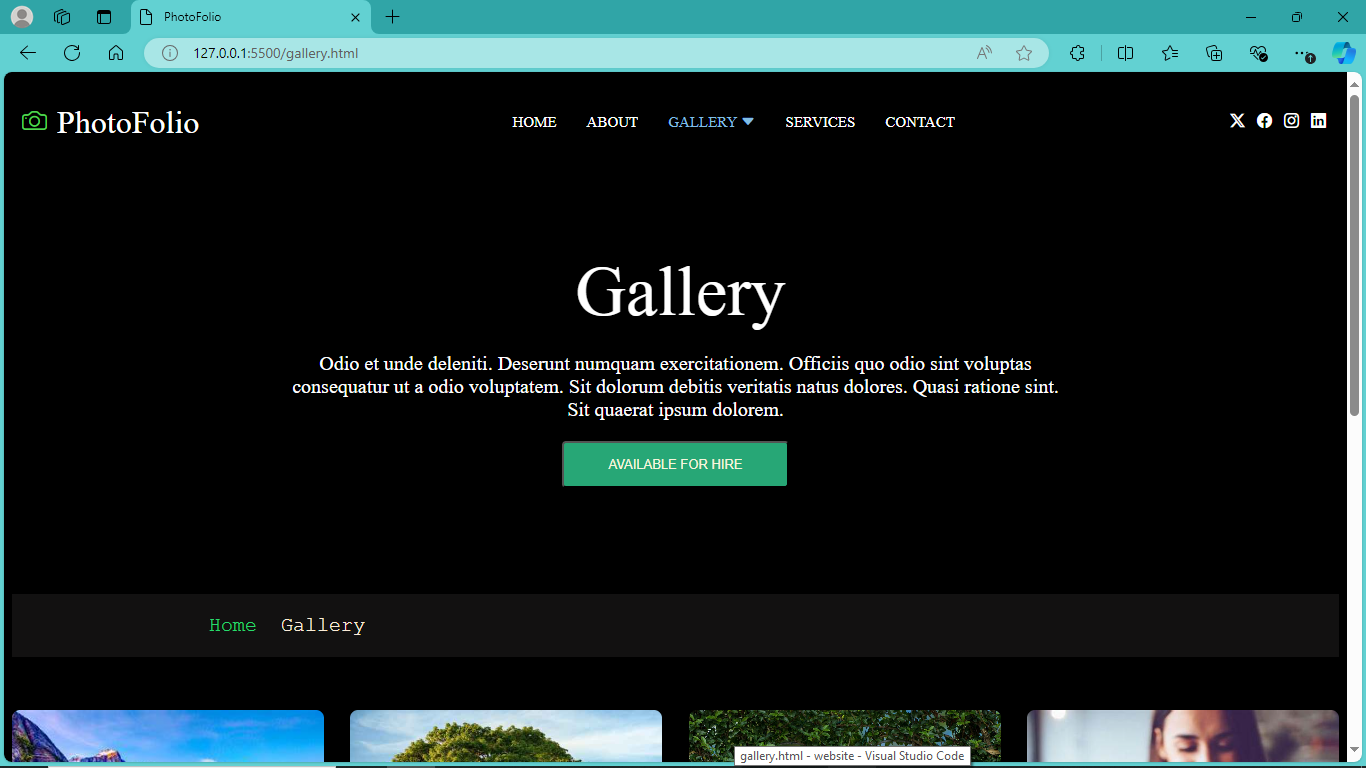 PhotoFolio
127.0.0.1:5500/gallery.html
PhotoFolio
HOME ABOUT GALLERY SERVICES CONTACT
Gallery
Odio et unde deleniti. Deserunt numquam exercitationem. Officiis quo odio sint voluptas
consequatur ut a odio voluptatem. Sit dolorum debitis veritatis natus dolores. Quasi ratione sint.
Sit quaerat ipsum dolorem.
AVAILABLE FOR HIRE
Home Gallery
gallery.html - website - Visual Studio Code